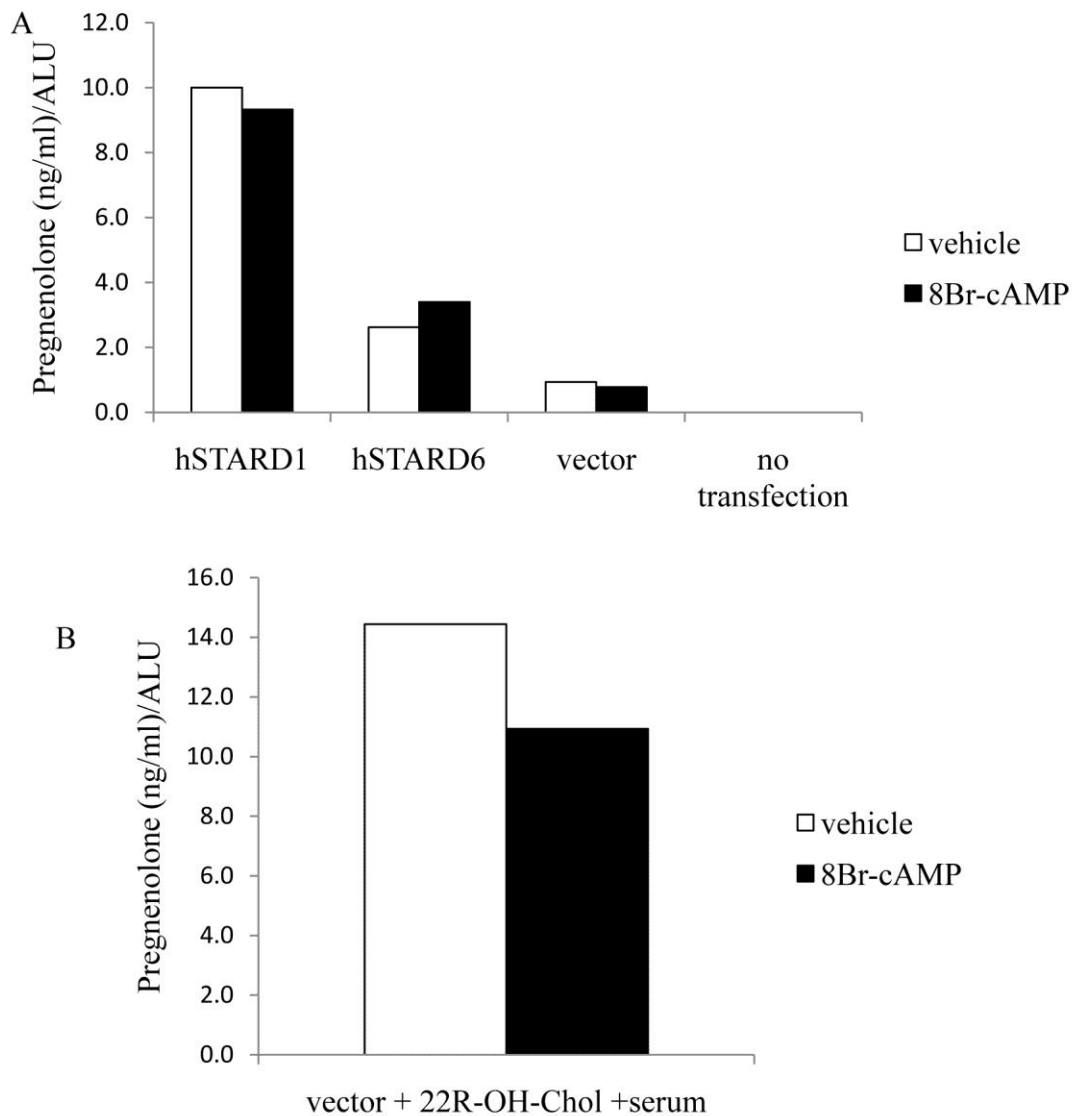 A
Pregnenolone (ng/ml)/ALU
12.0
10.0
8.0
6.0
4.0
2.0
0.0
hSTARD1 hSTARD6 vector no
transfection
vehicle
8Br-cAMP
B
Pregnenolone (ng/ml)/ALU
16.0
14.0
12.0
10.0
8.0
6.0
4.0
2.0
0.0
vector + 22R-OH-Chol +serum
vehicle
8Br-cAMP